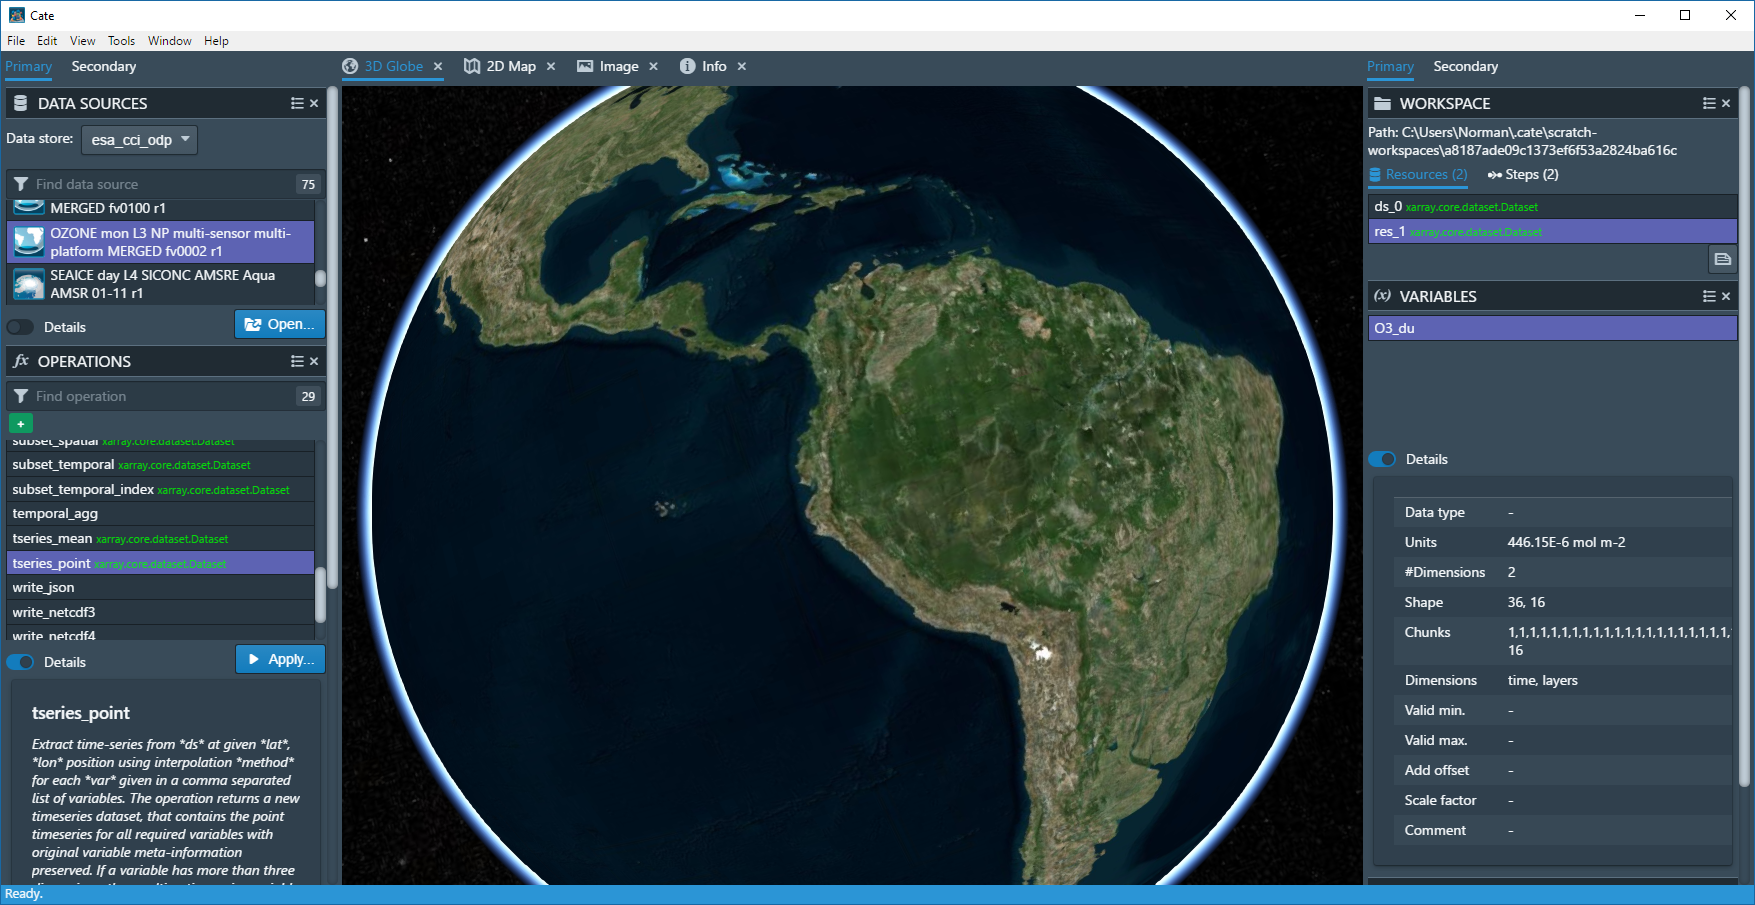 Cate
File Edit View Tools Window Help
Primary Secondary
DATA SOURCES
Data store: esa_cci_odp
Find data source 75
MERGED fv0100 r1
OZONE mon L3 NP multi-sensor multi-
platform MERGED fv0002 r1
SEAICE day L4 SICONC AMSRE Aqua
AMSR 01-11 r1
Details Open...
fx OPERATIONS
Find operation 29
+
subset_spatial xarray.core.dataset.Dataset
subset_temporal xarray.core.dataset.Dataset
subset_temporal_index xarray.core.dataset.Dataset
temporal_agg
tseries_mean xarray.core.dataset.Dataset
tseries_point xarray.core.dataset.Dataset
write_json
write_netcdf3
write_netcdf4
Details Apply...
tseries_point
Extract time-series from *ds* at given *lat*,
*lon* position using interpolation *method*
for each *var* given in a comma separated
list of variables. The operation returns a new
timeseries dataset, that contains the point
timeseries for all required variables with
original variable meta-information
preserved. If a variable has more than three
Ready.
3D Globe 2D Map Image Info
Primary Secondary
WORKSPACE
Path: C:\Users\Norman\.cate\scratch-
workspaces\a8187ade09c1373ef6f53a2824ba616c
Resources (2) Steps (2)
ds_0 xarray.core.dataset.Dataset
res_1 xarray.core.dataset.Dataset
(x) VARIABLES
O3_du
Details
Data type -
Units 446.15E-6 mol m-2
#Dimensions 2
Shape 36, 16
Chunks 1,1,1,1,1,1,1,1,1,1,1,1,1,1,1,1,1,1,1,1,1,
16
Dimensions time, layers
Valid min. -
Valid max. -
Add offset -
Scale factor -
Comment -